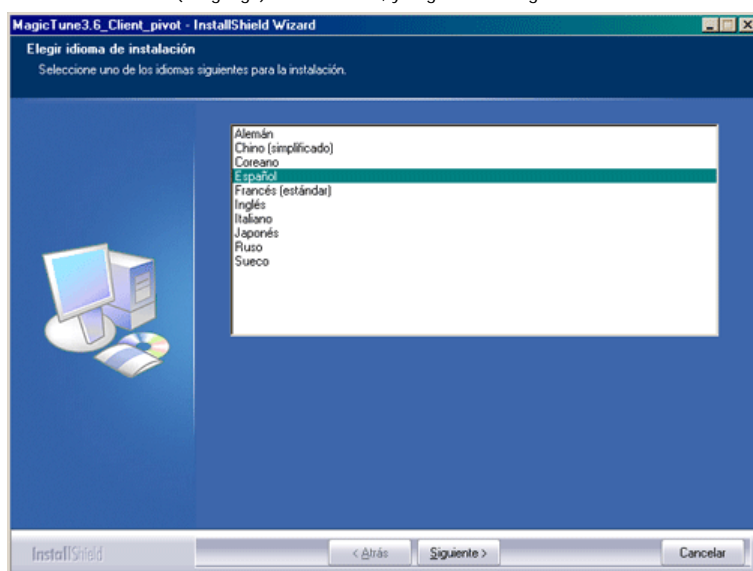 MagicTune3.6_Client_pivot - InstallShield Wizard
Elegir idioma de instalación
Seleccione uno de los idiomas siguientes para la instalación.
Alemán
Chino (simplificado)
Coreano
Español
Francés (estándar)
Inglés
Italiano
Japonés
Ruso
Sueco
InstallShield
< Atrás
Siguiente >
Cancelar